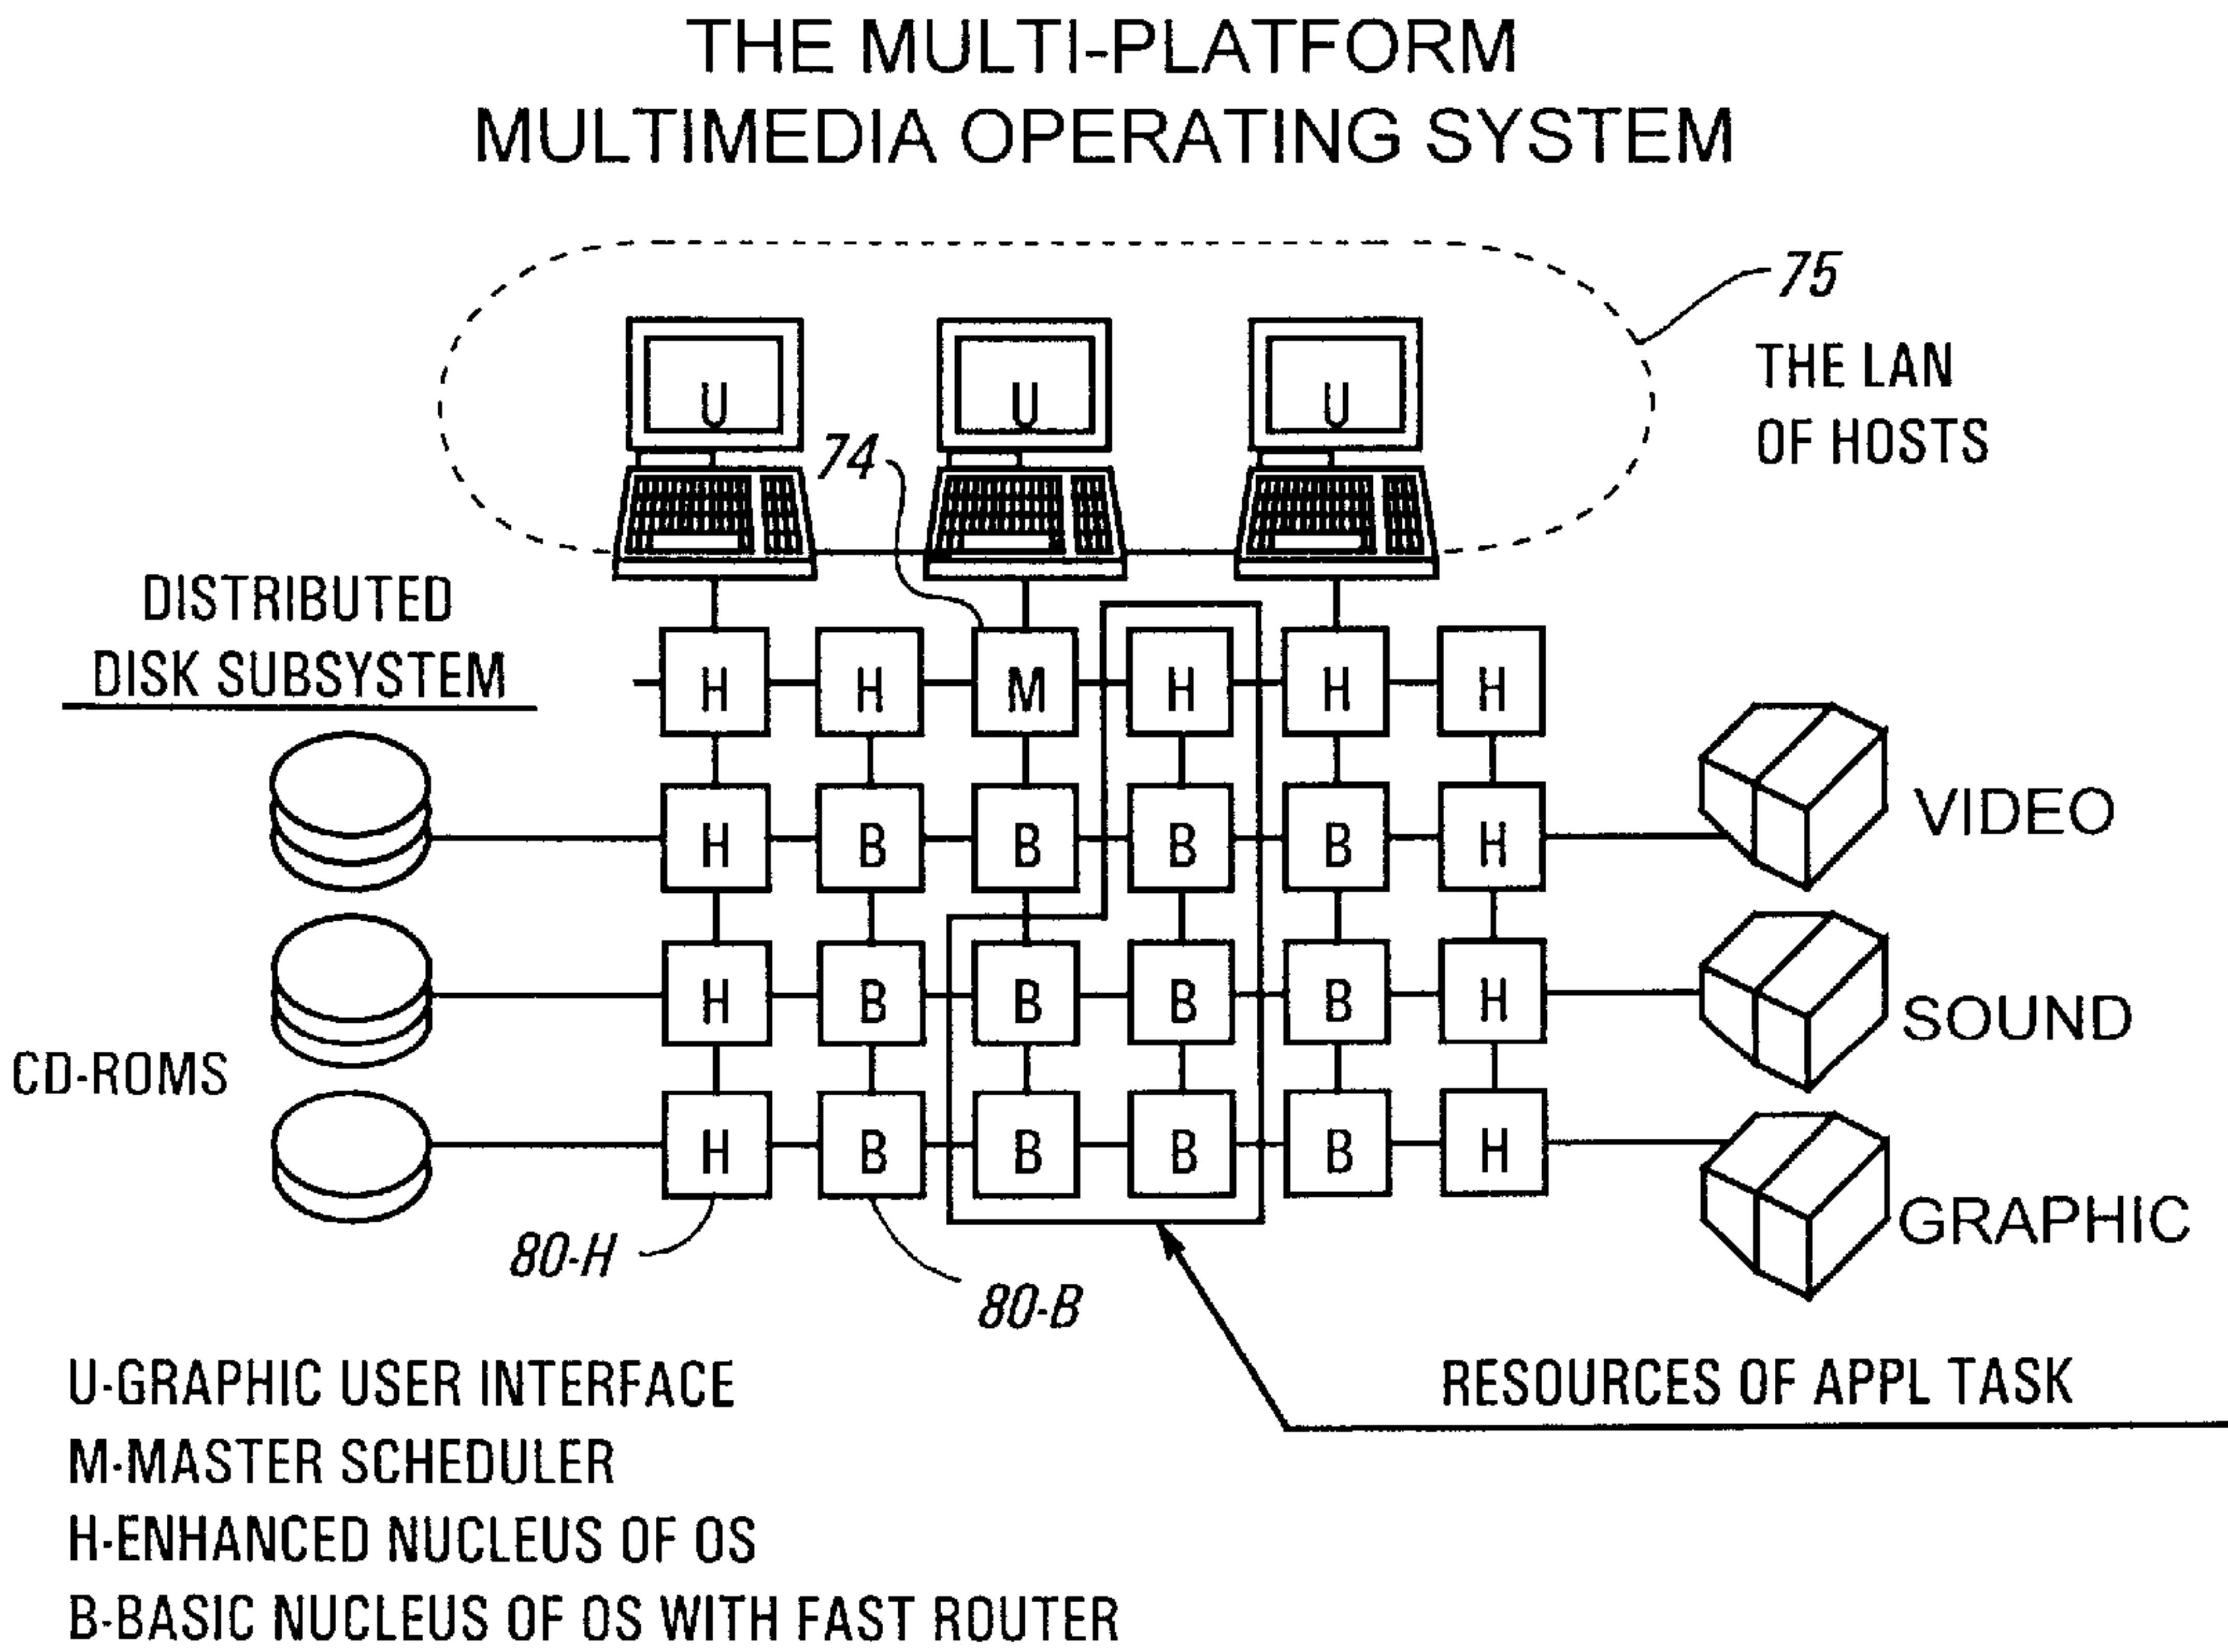 THE MULTI-PLATFORM
MULTIMEDIA OPERATING SYSTEM
75
THE LAN
OF HOSTS
U U U
74
DISTRIBUTED
DISK SUBSYSTEM
H H M H H H
H B B B B H
VIDEO
H B B B B H
SOUND
CD-ROMS
H B B B B H
GRAPHIC
80-H
80-B
RESOURCES OF APPL TASK
U-GRAPHIC USER INTERFACE
M-MASTER SCHEDULER
H-ENHANCED NUCLEUS OF OS
B-BASIC NUCLEUS OF OS WITH FAST ROUTER